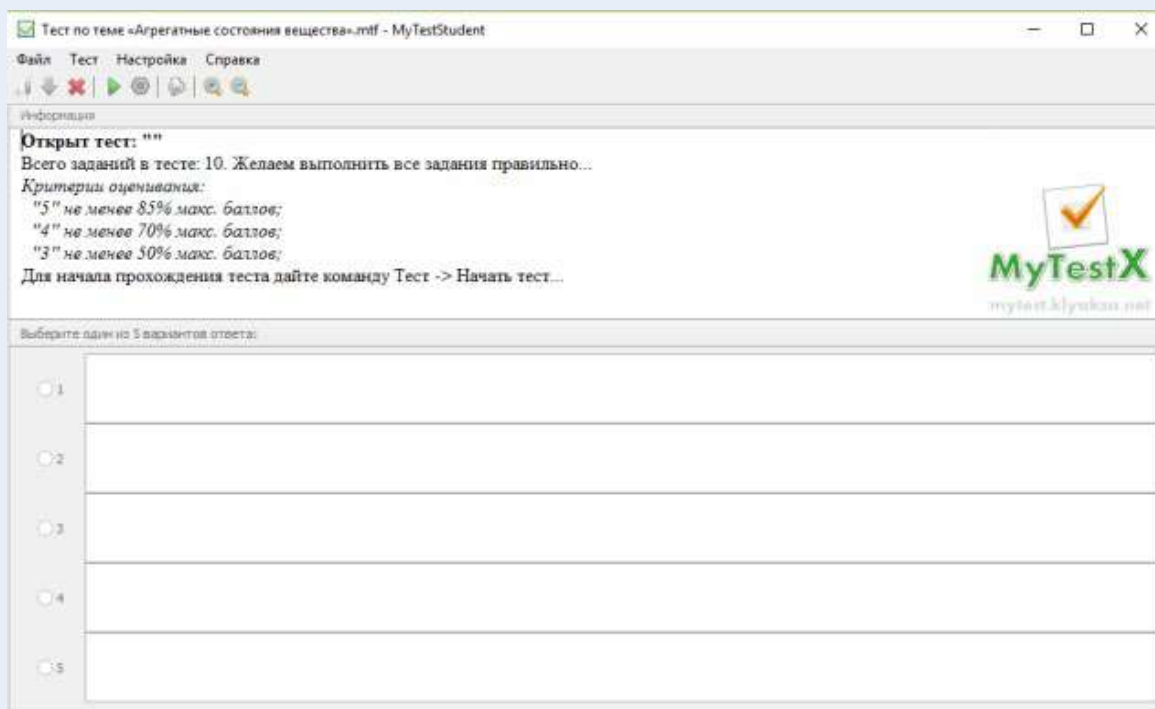 Тест по теме «Агрегатные состояния вещества».mtf - MyTestStudent
Файл Тест Настройка Справка
Информация
Открыт тест: ""
Всего заданий в тесте: 10. Желаем выполнить все задания правильно...
Критерии оценивания:
"5" не менее 85% макс. баллов;
"4" не менее 70% макс. баллов;
"3" не менее 50% макс. баллов;
Для начала прохождения теста дайте команду Тест -> Начать тест...
MyTestX
mytest.klyaksa.net
Выберите один из 5 вариантов ответа:
1
2
3
4
5